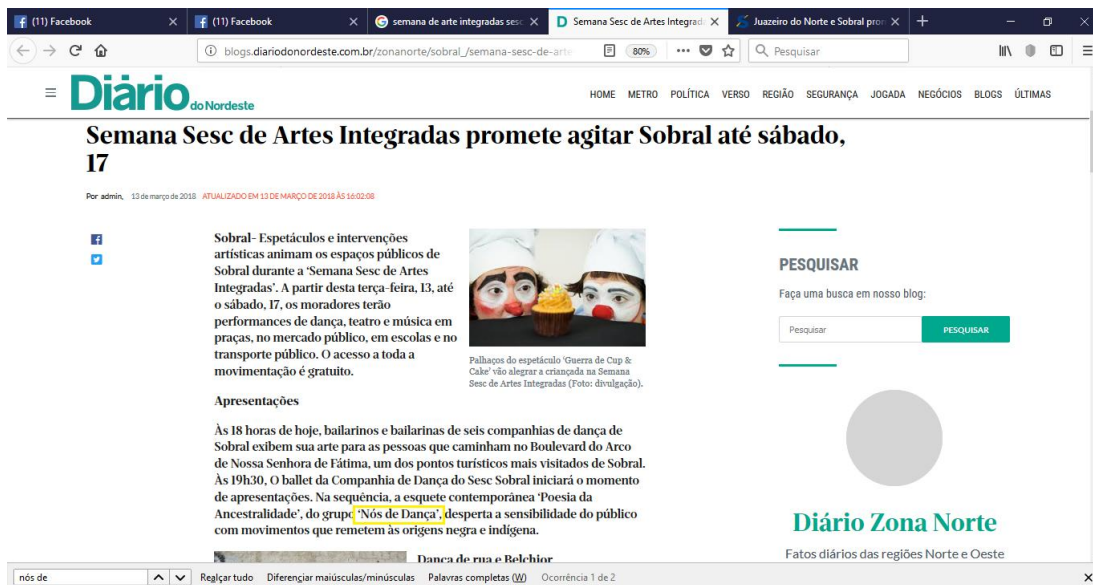 (11) Facebook
(11) Facebook
semana de arte integradas sesc
Semana Sesc de Artes Integrad
Juazeiro do Norte e Sobral pron
blogs.diariodonordeste.com.br/zonanorte/sobral_/semana-sesc-de-arte
80%
Pesquisar
Diário do Nordeste
HOME METRO POLÍTICA VERSO REGIÃO SEGURANÇA JOGADA NEGÓCIOS BLOGS ÚLTIMAS
Semana Sesc de Artes Integradas promete agitar Sobral até sábado,
17
Por admin, 13 de março de 2018 ATUALIZADO EM 13 DE MARÇO DE 2018 ÀS 16:02:08
Sobral- Espetáculos e intervenções
artísticas animam os espaços públicos de
Sobral durante a 'Semana Sesc de Artes
Integradas'. A partir desta terça-feira, 13, até
o sábado, 17, os moradores terão
performances de dança, teatro e música em
praças, no mercado público, em escolas e no
transporte público. O acesso a toda a
movimentação é gratuito.
Palhaços do espetáculo 'Guerra de Cup &
Cake' vão alegrar a criançada na Semana
Sesc de Artes Integradas (Foto: divulgação).
Apresentações
Às 18 horas de hoje, bailarinos e bailarinas de seis companhias de dança de
Sobral exibem sua arte para as pessoas que caminham no Boulevard do Arco
de Nossa Senhora de Fátima, um dos pontos turísticos mais visitados de Sobral.
Às 19h30, O ballet da Companhia de Dança do Sesc Sobral iniciará o momento
de apresentações. Na sequência, a esquete contemporânea 'Poesia da
Ancestralidade', do grupo 'Nós de Dança', desperta a sensibilidade do público
com movimentos que remetem às origens negra e indígena.
Dança de rua e Belchior
PESQUISAR
Faça uma busca em nosso blog:
Pesquisar
PESQUISAR
Diário Zona Norte
Fatos diários das regiões Norte e Oeste
nós de
Realçar tudo Diferenciar maiúsculas/minúsculas Palavras completas (W) Ocorrência 1 de 2